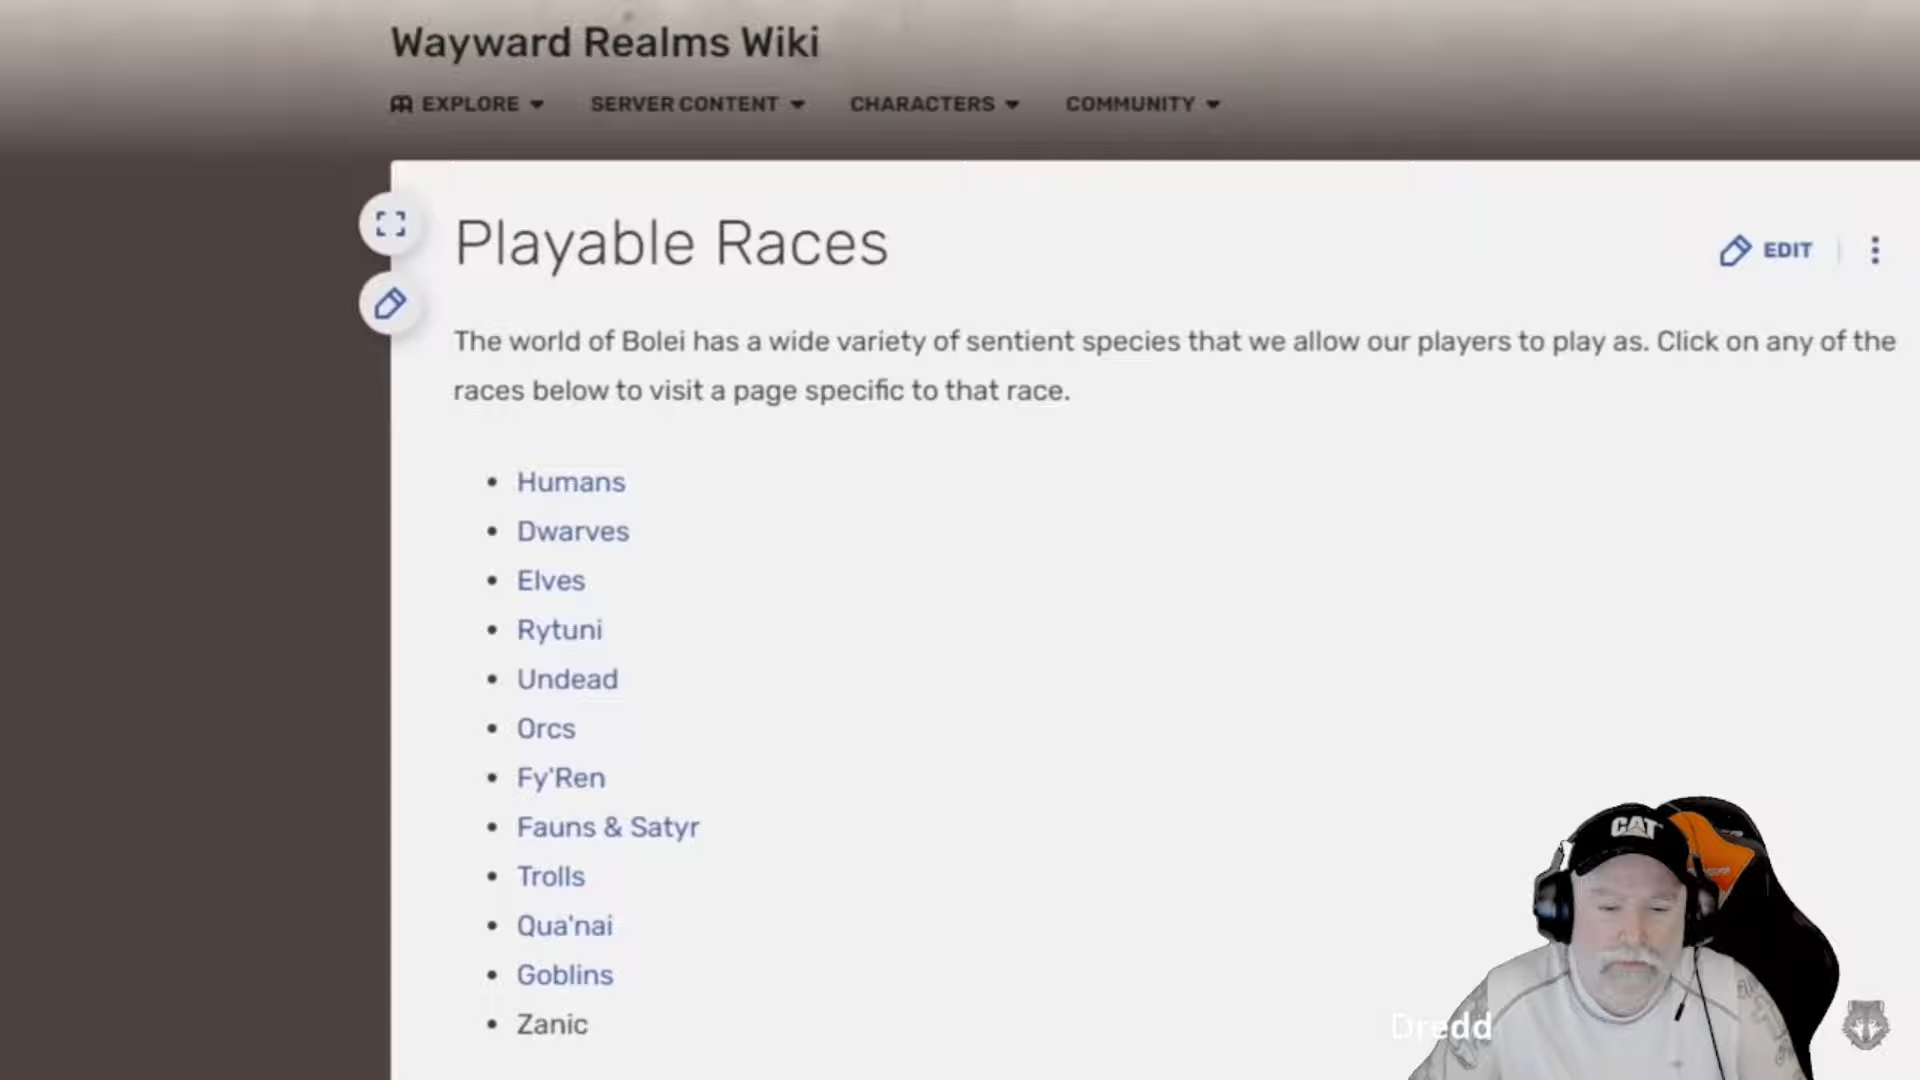 Wayward Realms Wiki
EXPLORE
SERVER CONTENT
CHARACTERS
COMMUNITY
Playable Races
EDIT
The world of Bolei has a wide variety of sentient species that we allow our players to play as. Click on any of the
races below to visit a page specific to that race.
Humans
Dwarves
Elves
Rytuni
Undead
Orcs
Fy'Ren
Fauns & Satyr
Trolls
Qua'nai
Goblins
Zanic
CAT
Dredd